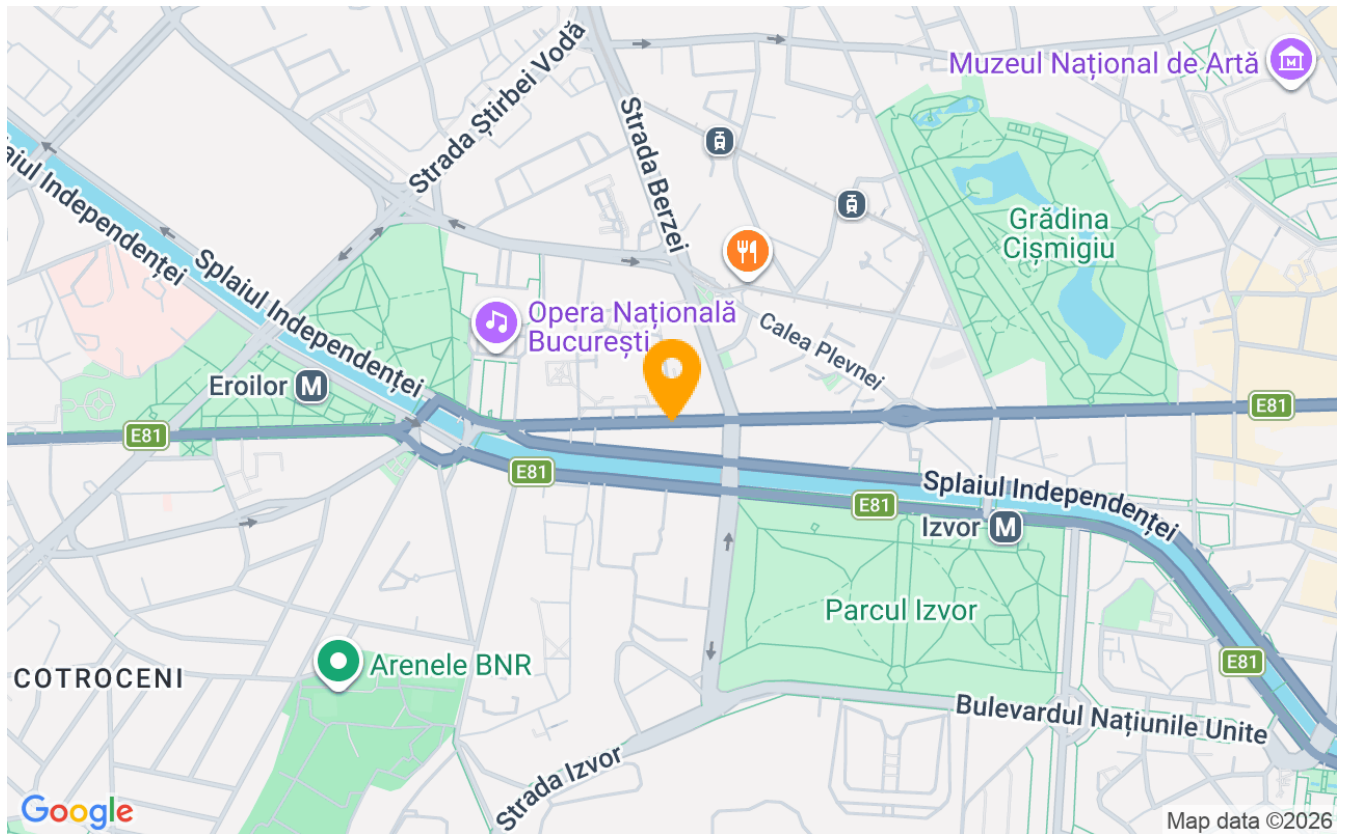 Muzeul Național de Artă
Strada Știrbei Vodă
Strada Berzei
Splaiul Independenței
Splaiul Independenței
Grădina
Cișmigiu
Opera Națională
București
Calea Plevnei
Eroilor M
E81
E81
E81
E81
Splaiul Independenței
Izvor M
Parcul Izvor
Arenele BNR
COTROCENI
E81
Bulevardul Națiunile Unite
Strada Izvor
Google
Map data ©2026